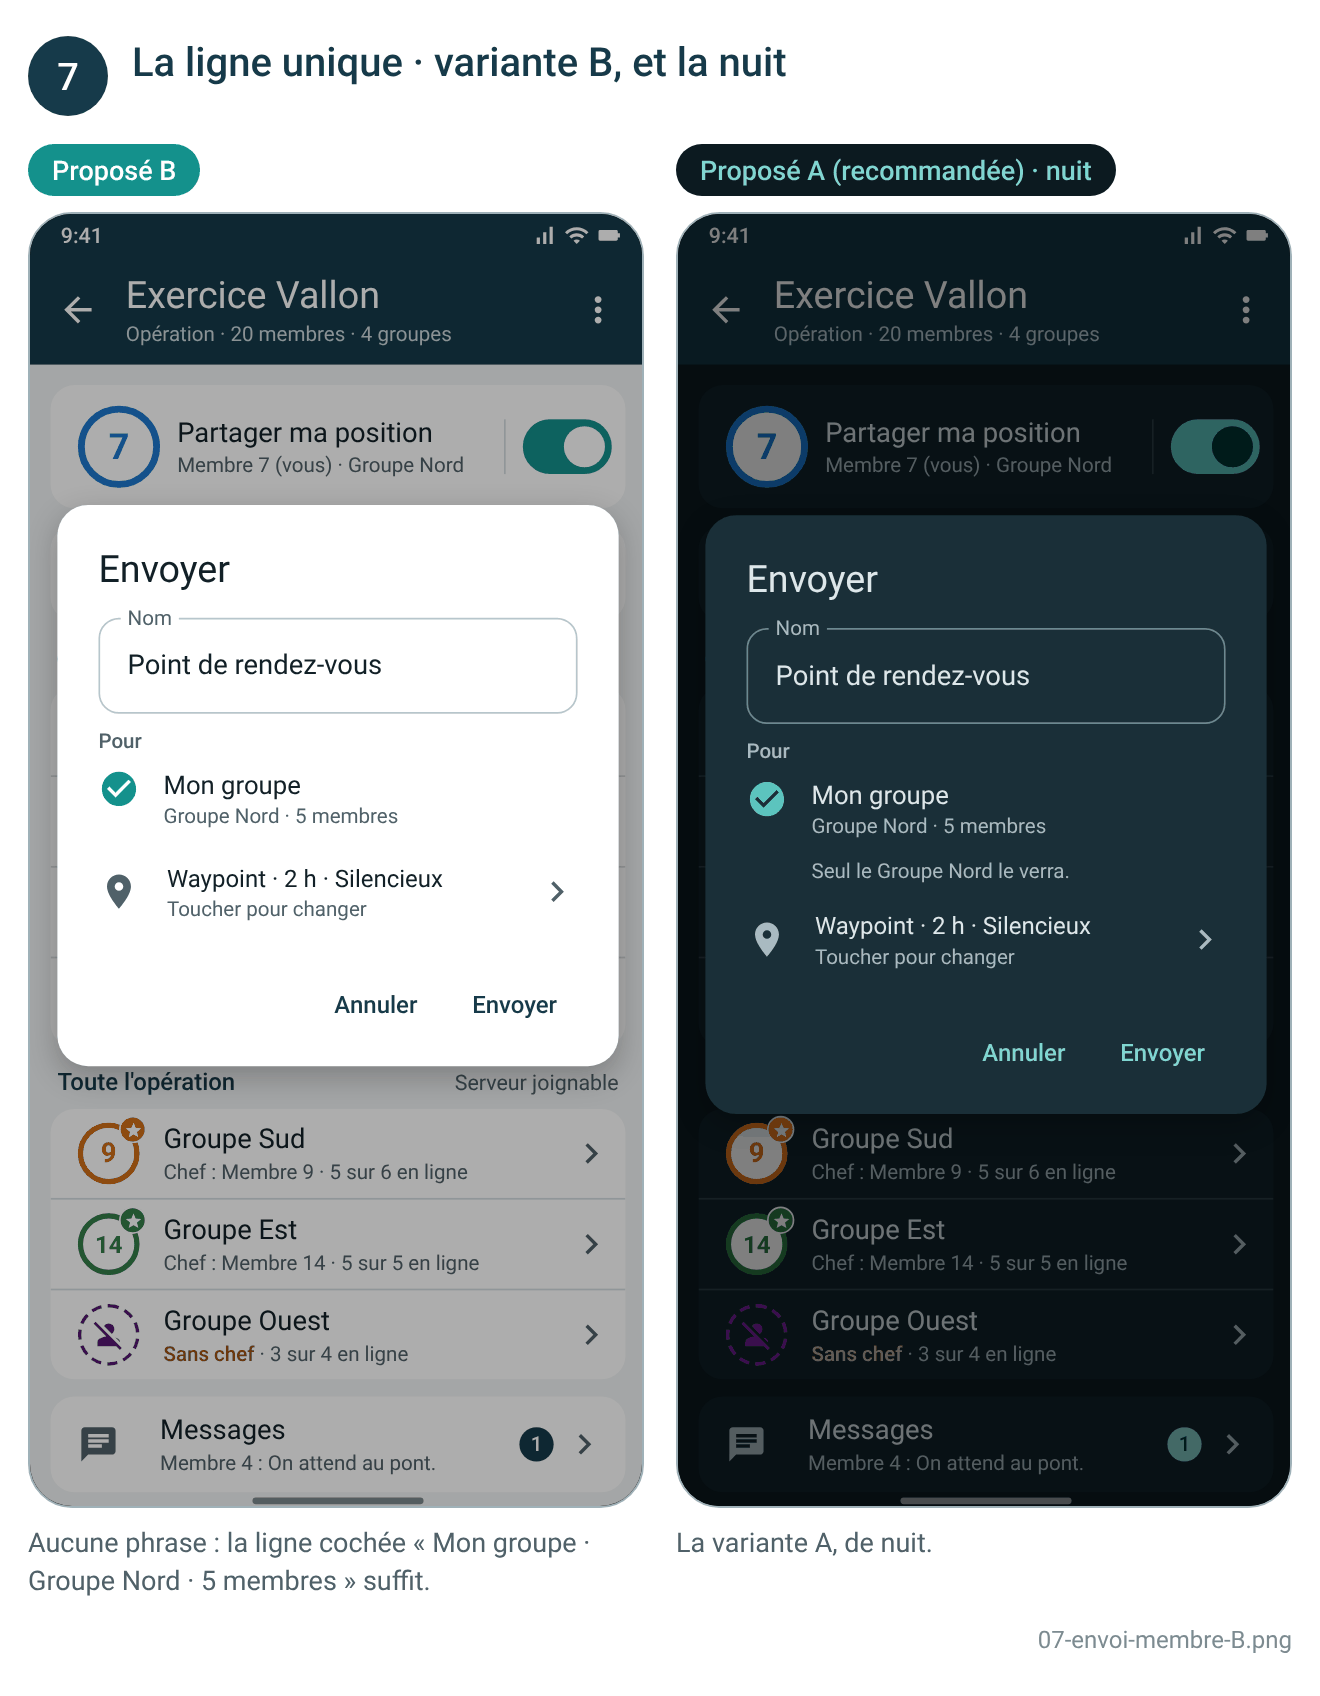 7
La ligne unique · variante B, et la nuit
Proposé B
9:41
Exercice Vallon
Opération · 20 membres · 4 groupes
7
Partager ma position
Membre 7 (vous) · Groupe Nord
Envoyer
Nom
Point de rendez-vous
Pour
Mon groupe
Groupe Nord · 5 membres
Waypoint · 2 h · Silencieux
Toucher pour changer
Annuler
Envoyer
Toute l'opération
Serveur joignable
9
Groupe Sud
Chef : Membre 9 · 5 sur 6 en ligne
14
Groupe Est
Chef : Membre 14 · 5 sur 5 en ligne
Groupe Ouest
Sans chef · 3 sur 4 en ligne
Messages
Membre 4 : On attend au pont.
1
Aucune phrase : la ligne cochée « Mon groupe ·
Groupe Nord · 5 membres » suffit.
Proposé A (recommandée) · nuit
9:41
Exercice Vallon
Opération · 20 membres · 4 groupes
7
Partager ma position
Membre 7 (vous) · Groupe Nord
Envoyer
Nom
Point de rendez-vous
Pour
Mon groupe
Groupe Nord · 5 membres
Seul le Groupe Nord le verra.
Waypoint · 2 h · Silencieux
Toucher pour changer
Annuler
Envoyer
9
Groupe Sud
Chef : Membre 9 · 5 sur 6 en ligne
14
Groupe Est
Chef : Membre 14 · 5 sur 5 en ligne
Groupe Ouest
Sans chef · 3 sur 4 en ligne
Messages
Membre 4 : On attend au pont.
1
La variante A, de nuit.
07-envoi-membre-B.png